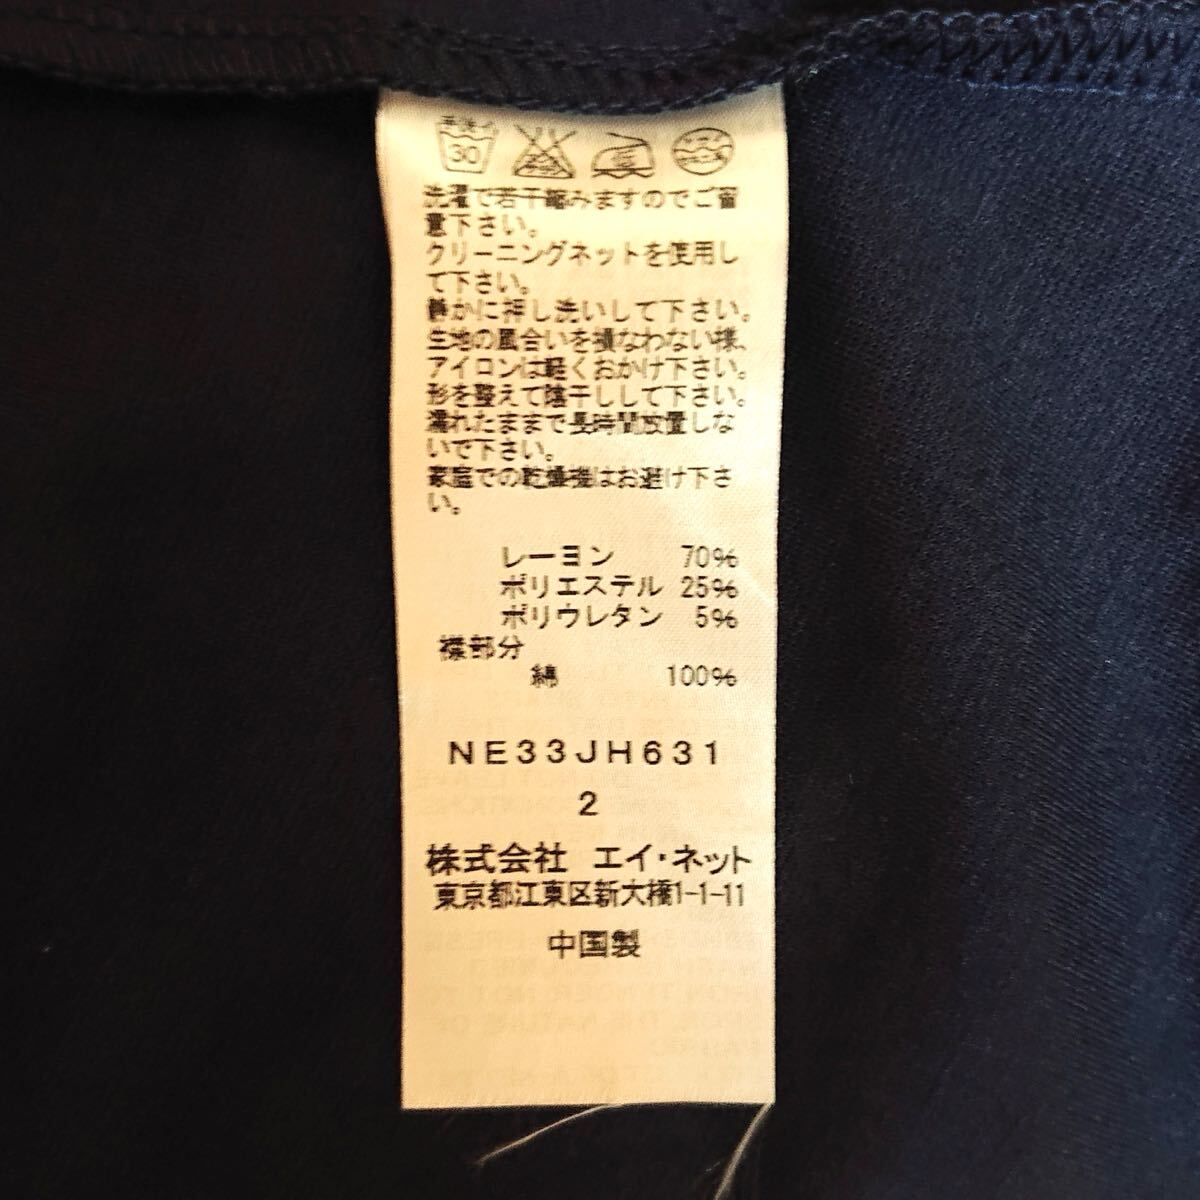 手洗イ
30
洗濯で若干縮みますのでご留
意下さい。
クリーニングネットを使用し
て下さい。
静かに押し洗いして下さい。
生地の風合いを損なわない様、
アイロンは軽くおかけ下さい。
形を整えて陰干しして下さい。
濡れたままで長時間放置しな
いで下さい。
家庭での乾燥機はお避け下さ
い。
レーヨン 70%
ポリエステル 25%
ポリウレタン 5%
襟部分
綿 100%
NE33JH631
2
株式会社 エイ・ネット
東京都江東区新大橋1-1-11
中国製